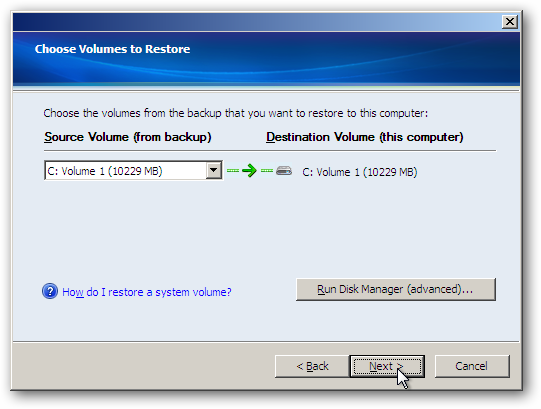 Choose Volumes to Restore
Choose the volumes from the backup that you want to restore to this computer:
Source Volume (from backup) Destination Volume (this computer)
C: Volume 1 (10229 MB) C: Volume 1 (10229 MB)
How do I restore a system volume? Run Disk Manager (advanced)...
< Back Next > Cancel